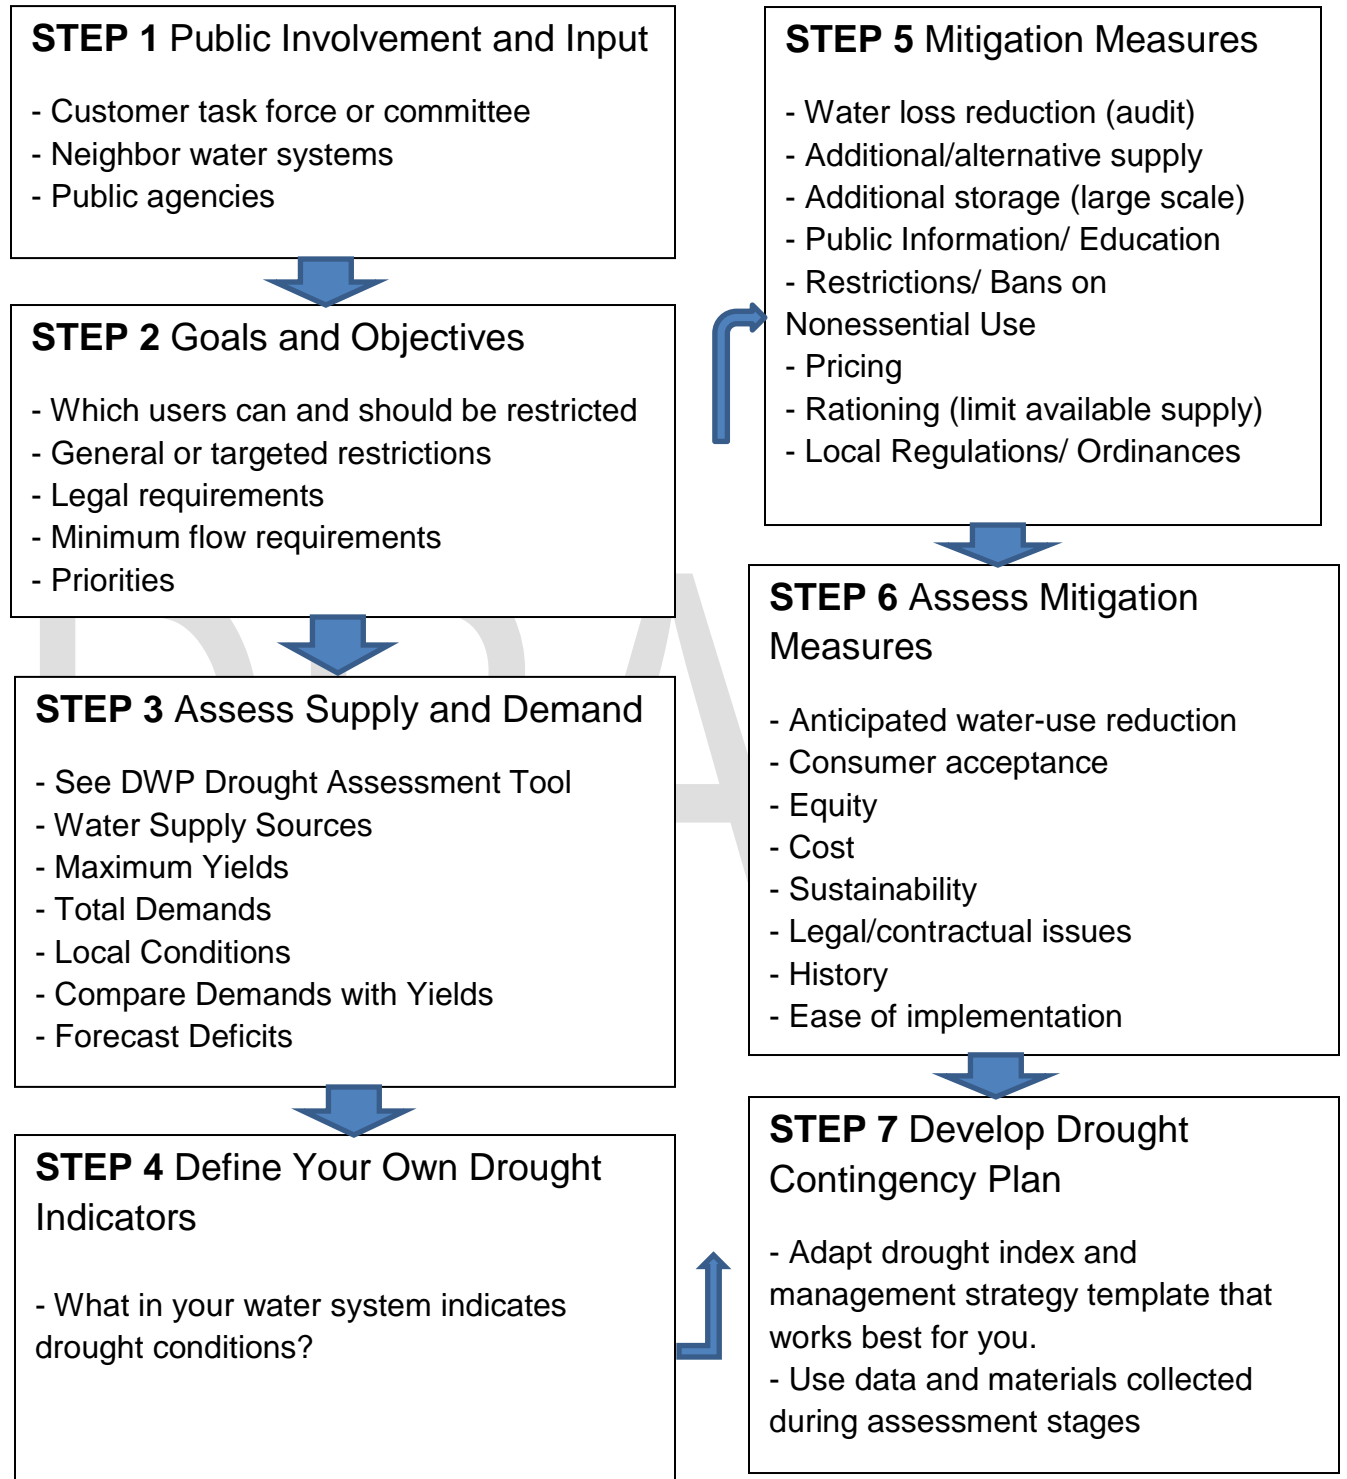 STEP 1 Public Involvement and Input
- Customer task force or committee
- Neighbor water systems
- Public agencies
STEP 2 Goals and Objectives
- Which users can and should be restricted
- General or targeted restrictions
- Legal requirements
- Minimum flow requirements
- Priorities
STEP 3 Assess Supply and Demand
- See DWP Drought Assessment Tool
- Water Supply Sources
- Maximum Yields
- Total Demands
- Local Conditions
- Compare Demands with Yields
- Forecast Deficits
STEP 4 Define Your Own Drought
Indicators
- What in your water system indicates
drought conditions?
STEP 5 Mitigation Measures
- Water loss reduction (audit)
- Additional/alternative supply
- Additional storage (large scale)
- Public Information/ Education
- Restrictions/ Bans on
Nonessential Use
- Pricing
- Rationing (limit available supply)
- Local Regulations/ Ordinances
STEP 6 Assess Mitigation
Measures
- Anticipated water-use reduction
- Consumer acceptance
- Equity
- Cost
- Sustainability
- Legal/contractual issues
- History
- Ease of implementation
STEP 7 Develop Drought
Contingency Plan
- Adapt drought index and
management strategy template that
works best for you.
- Use data and materials collected
during assessment stages